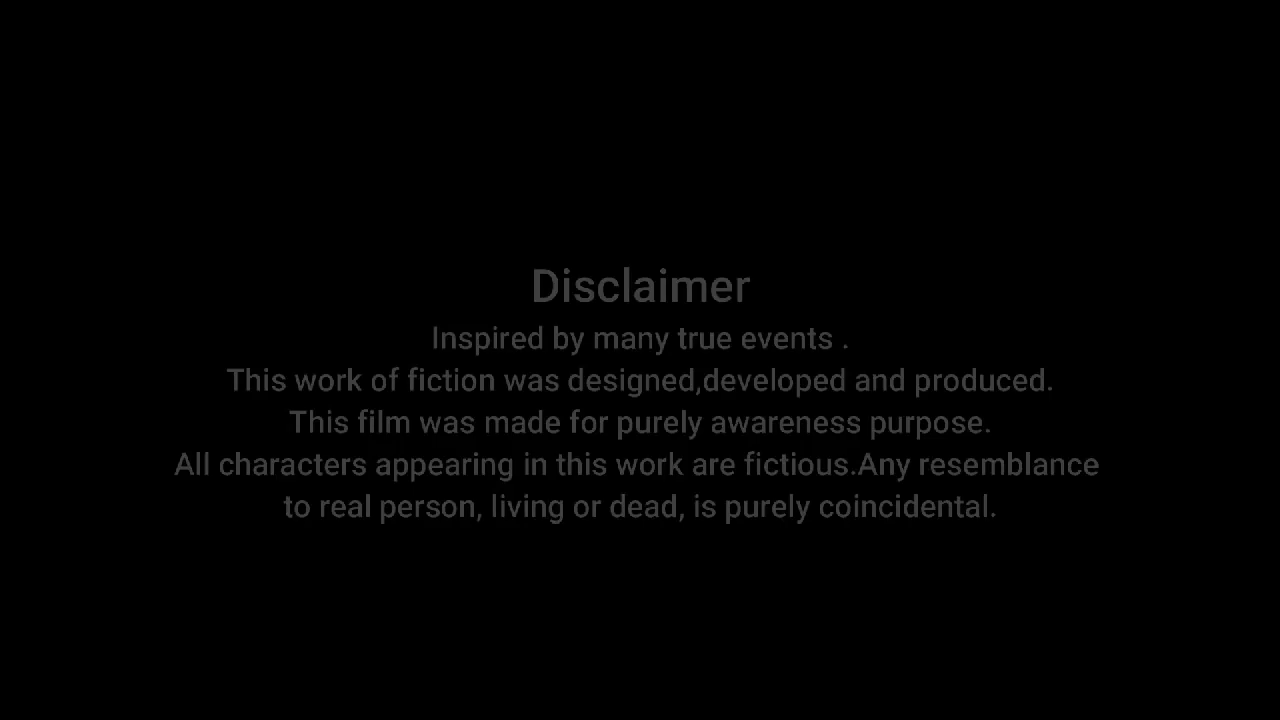 Disclaimer
Inspired by many true events .
This work of fiction was designed,developed and produced.
This film was made for purely awareness purpose.
All characters appearing in this work are fictious.Any resemblance
to real person, living or dead, is purely coincidental.